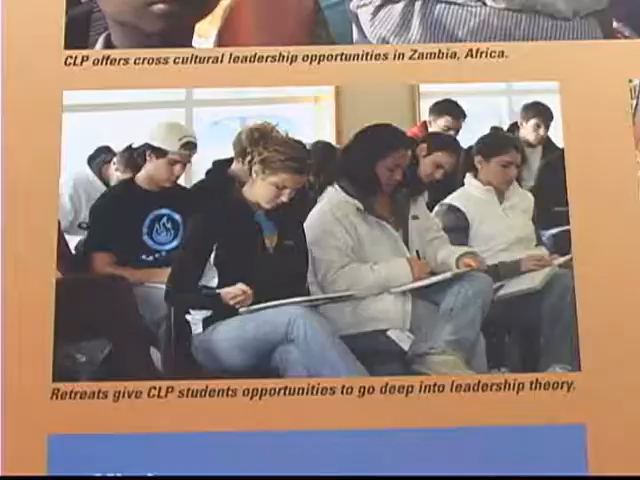 CLP offers cross cultural leadership opportunities in Zambia, Africa.
Retreats give CLP students opportunities to go deep into leadership theory.